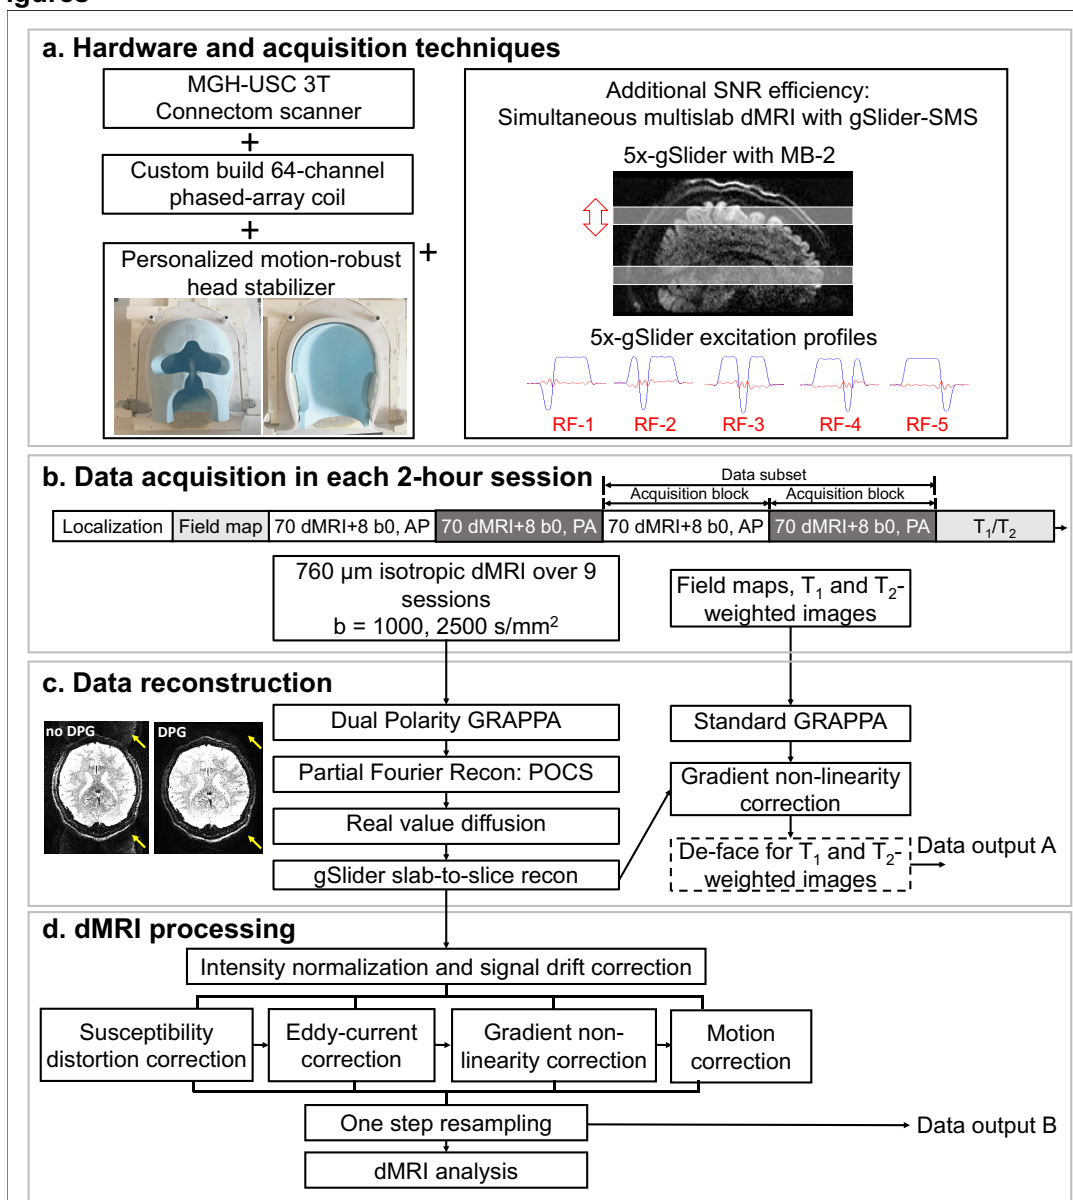 igures
a. Hardware and acquisition techniques
MGH-USC 3T
Connectom scanner
+
Custom build 64-channel
phased-array coil
+
Personalized motion-robust
head stabilizer
+
Additional SNR efficiency:
Simultaneous multislab dMRI with gSlider-SMS
5x-gSlider with MB-2
5x-gSlider excitation profiles
RF-1 RF-2 RF-3 RF-4 RF-5
b. Data acquisition in each 2-hour session
Data subset
Acquisition block Acquisition block
Localization Field map 70 dMRI+8 b0, AP 70 dMRI+8 b0, PA 70 dMRI+8 b0, AP 70 dMRI+8 b0, PA T₁/T₂
760 µm isotropic dMRI over 9
sessions
b = 1000, 2500 s/mm²
Field maps, T₁ and T₂-
weighted images
c. Data reconstruction
no DPG DPG
Dual Polarity GRAPPA
Partial Fourier Recon: POCS
Real value diffusion
gSlider slab-to-slice recon
Standard GRAPPA
Gradient non-linearity
correction
De-face for T₁ and T₂-
weighted images
Data output A
d. dMRI processing
Intensity normalization and signal drift correction
Susceptibility
distortion correction
Eddy-current
correction
Gradient non-
linearity correction
Motion
correction
One step resampling
Data output B
dMRI analysis